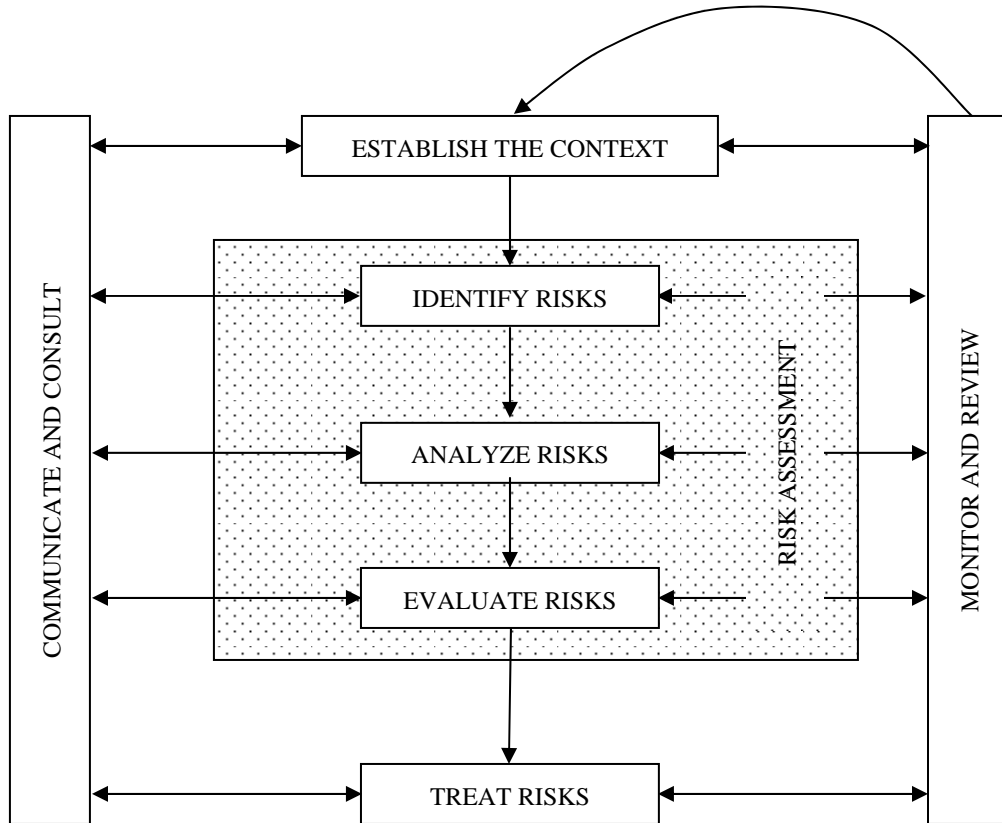 ESTABLISH THE CONTEXT
COMMUNICATE AND CONSULT
IDENTIFY RISKS
ANALYZE RISKS
EVALUATE RISKS
RISK ASSESSMENT
MONITOR AND REVIEW
TREAT RISKS